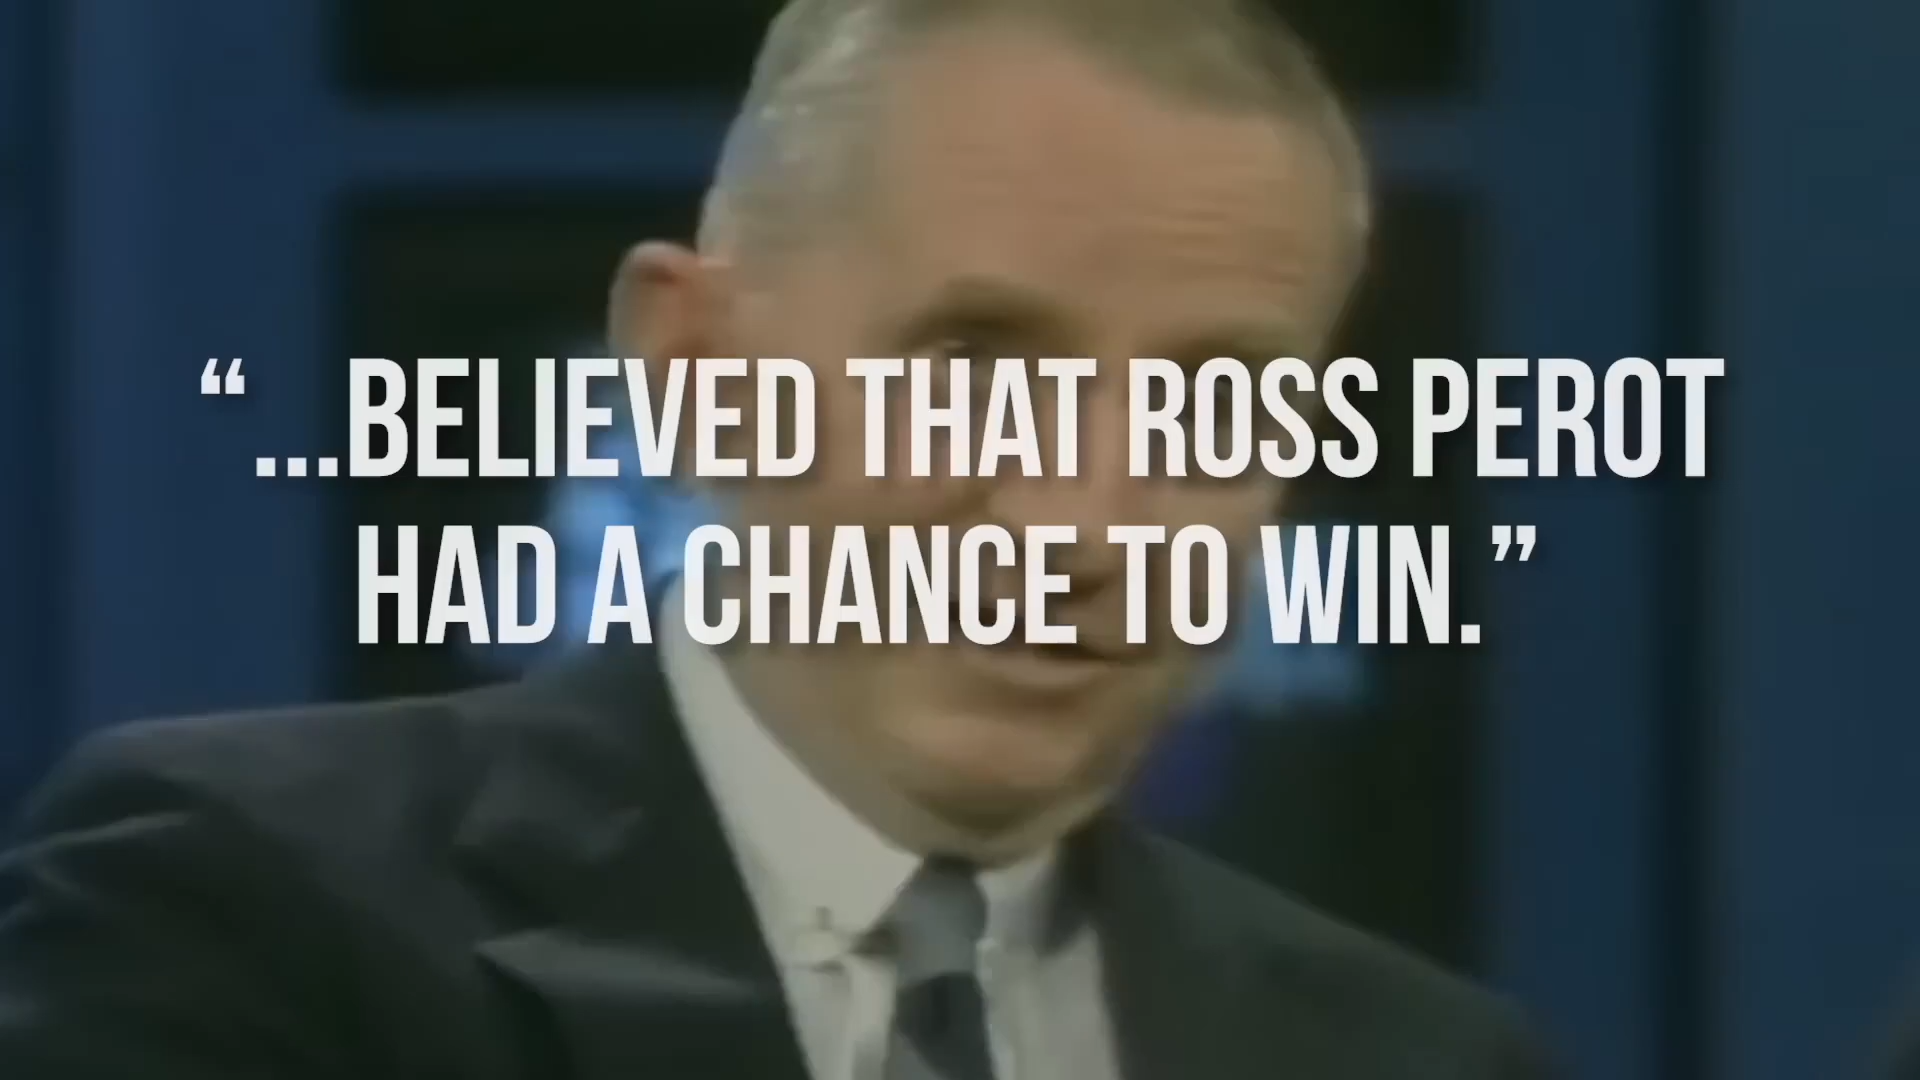 “...BELIEVED THAT ROSS PEROT
HAD A CHANCE TO WIN.”